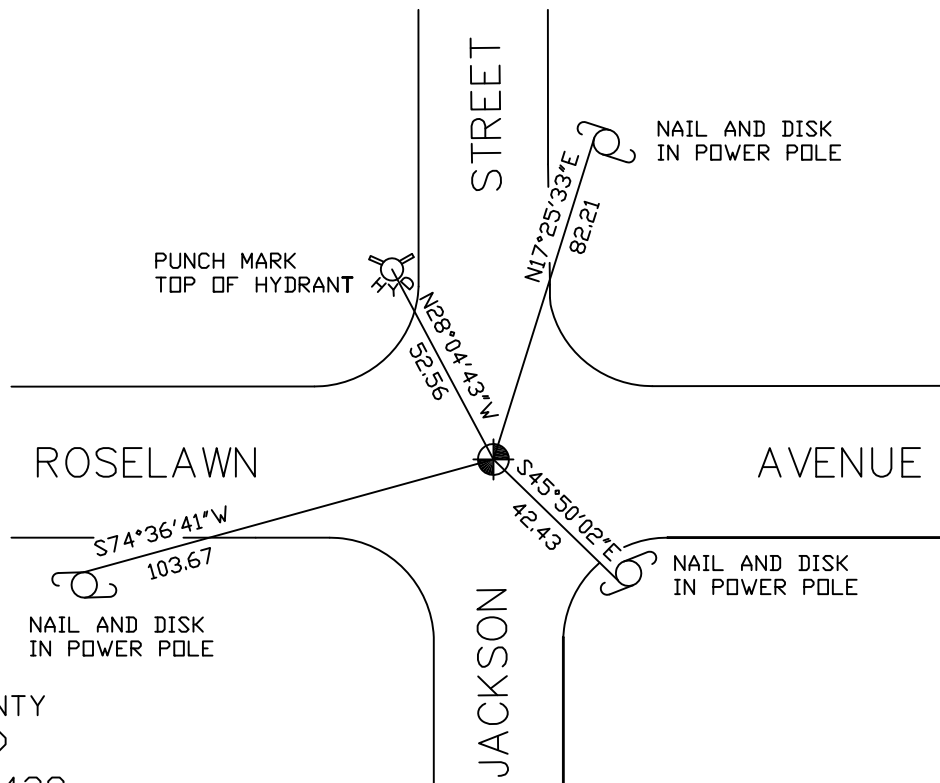 STREET
NAIL AND DISK
IN POWER POLE
N17°25'33"E
82.21
PUNCH MARK
TOP OF HYDRANT
HYD
N28°04'43"W
52.56
ROSELAWN
AVENUE
S74°36'41"W
103.67
S45°50'02"E
42.43
NAIL AND DISK
IN POWER POLE
NAIL AND DISK
IN POWER POLE
JACKSON
NTY